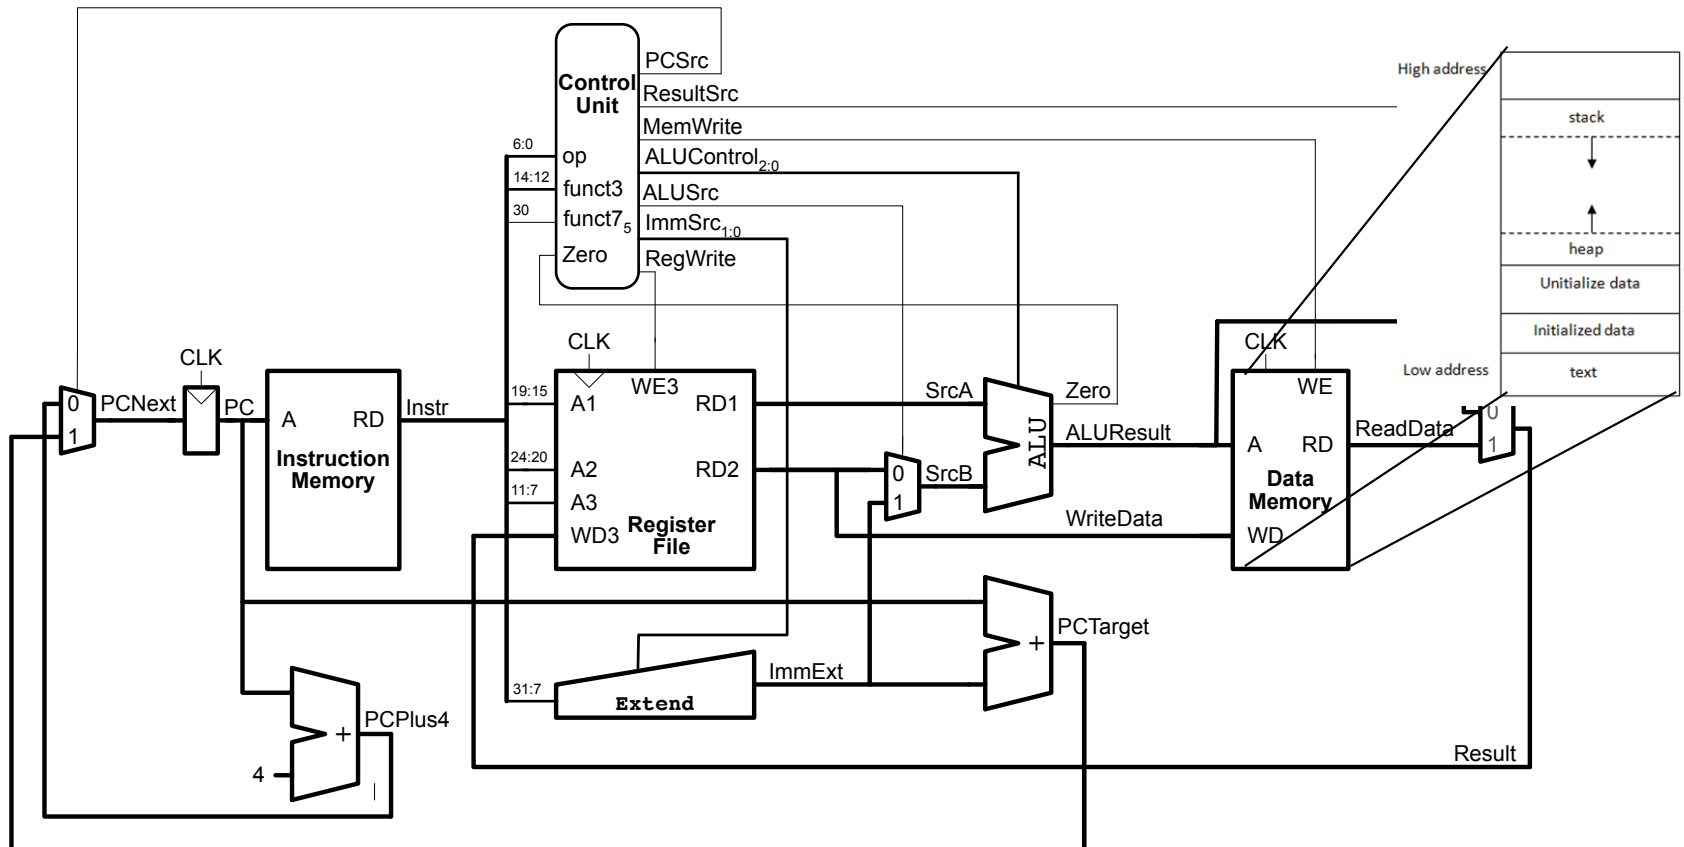 PCSrc
Control
Unit
ResultSrc
MemWrite
ALUControl2:0
ALUSrc
ImmSrc1:0
RegWrite
6:0
op
14:12
funct3
30
funct75
Zero
High address
stack
heap
Unitialize data
Initialized data
Low address
text
CLK
CLK
CLK
0
1
PCNext
PC
A
RD
Instruction
Memory
Instr
19:15
A1
WE3
RD1
24:20
A2
RD2
11:7
A3
WD3
Register
File
0
1
SrcA
SrcB
ALU
Zero
ALUResult
WriteData
WE
A
RD
Data
Memory
WD
ReadData
0
1
+
PCTarget
31:7
Extend
ImmExt
+
PCPlus4
4
Result